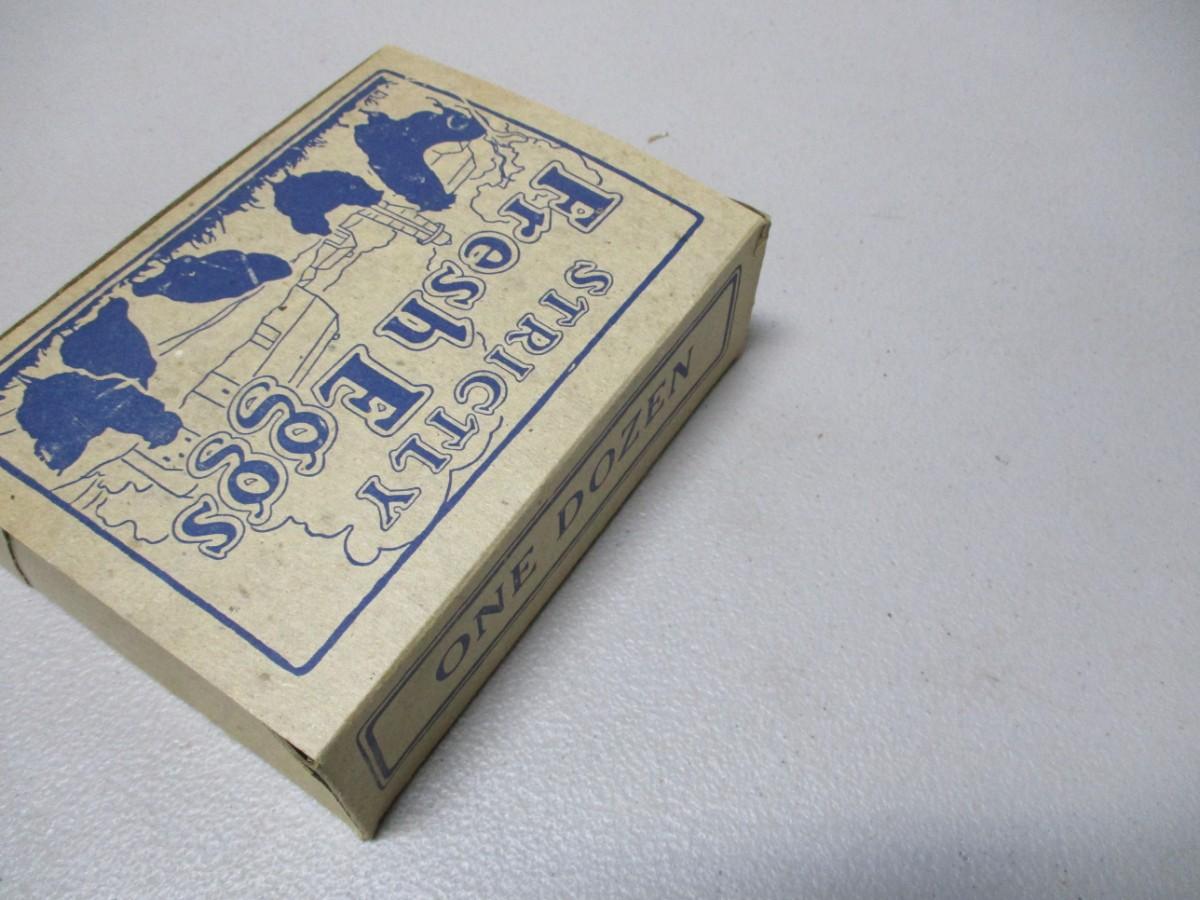 STRICTLY
Fresh Eggs
ONE DOZEN